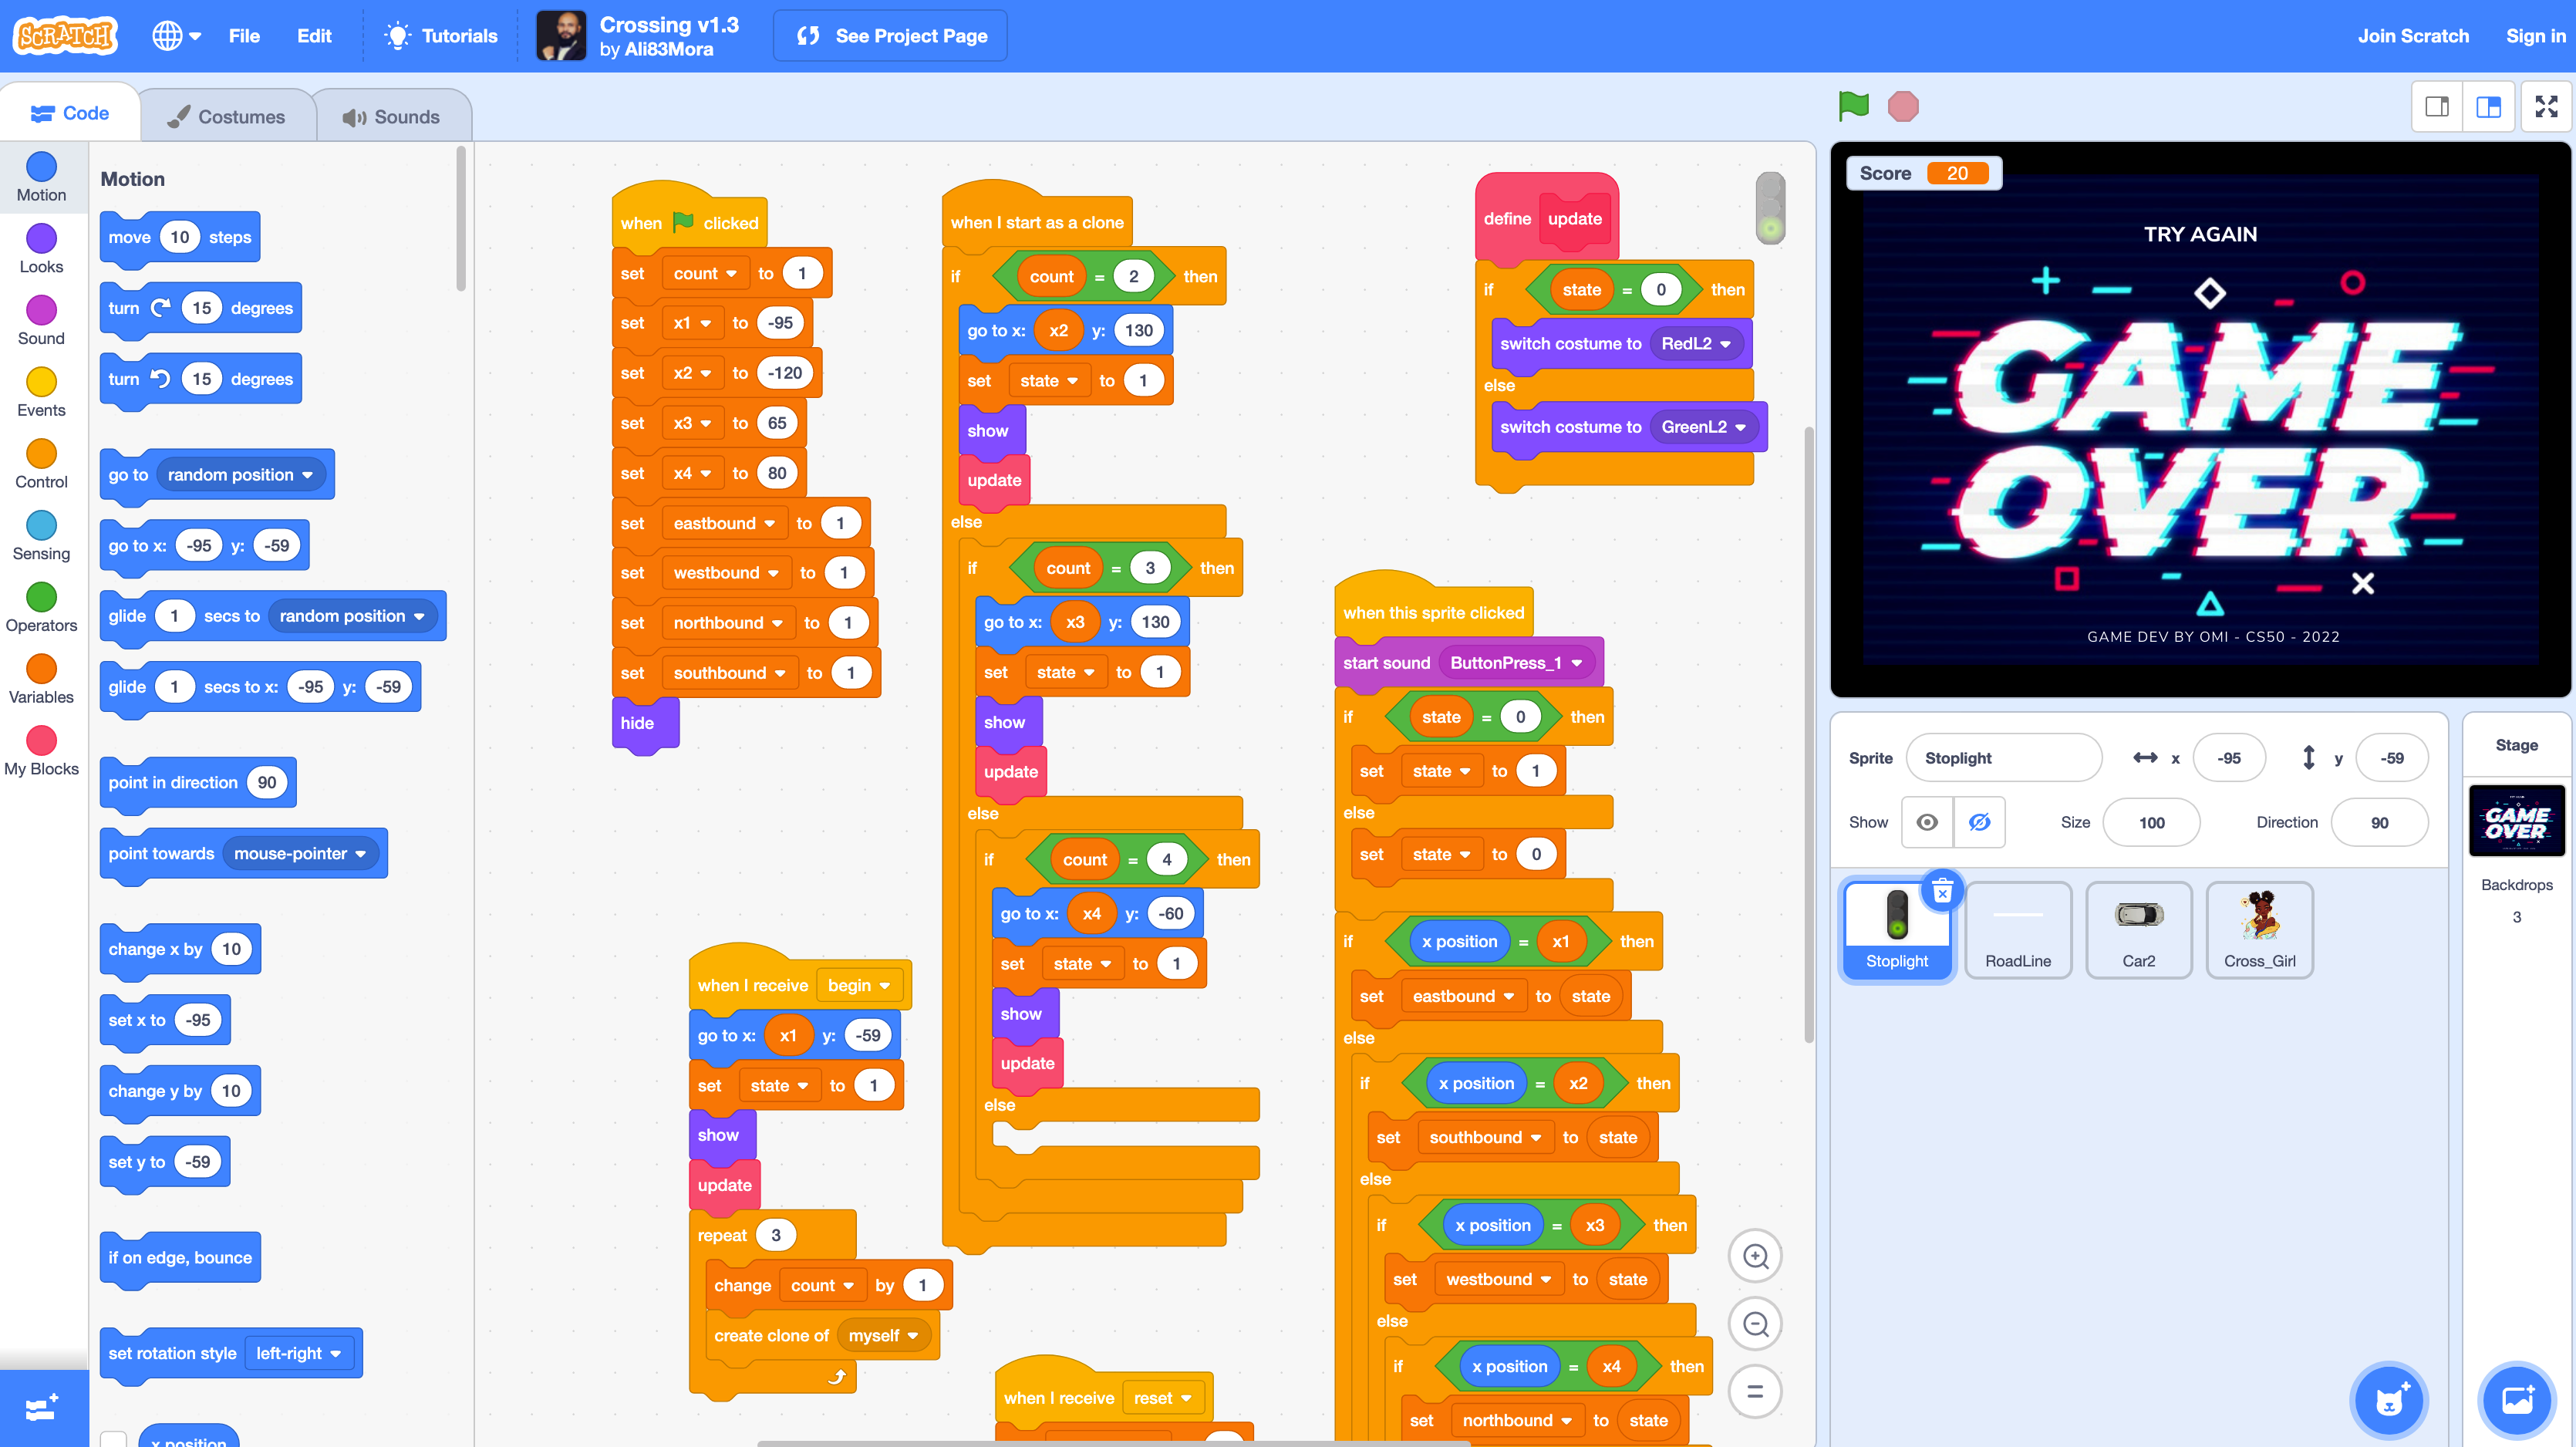 SCRATCH
File
Edit
Tutorials
Crossing v1.3
by Ali83Mora
See Project Page
Join Scratch
Sign in
Code
Costumes
Sounds
Motion
Looks
Sound
Events
Control
Sensing
Operators
Variables
My Blocks
Motion
move 10 steps
turn 15 degrees
turn 15 degrees
go to random position
go to x: -95 y: -59
glide 1 secs to random position
glide 1 secs to x: -95 y: -59
point in direction 90
point towards mouse-pointer
change x by 10
set x to -95
change y by 10
set y to -59
if on edge, bounce
set rotation style left-right
x position
when clicked
set count to 1
set x1 to -95
set x2 to -120
set x3 to 65
set x4 to 80
set eastbound to 1
set westbound to 1
set northbound to 1
set southbound to 1
hide
when I receive begin
go to x: x1 y: -59
set state to 1
show
update
repeat 3
change count by 1
create clone of myself
when I start as a clone
if count = 2 then
go to x: x2 y: 130
set state to 1
show
update
else
if count = 3 then
go to x: x3 y: 130
set state to 1
show
update
else
if count = 4 then
go to x: x4 y: -60
set state to 1
show
update
else
when I receive reset
define update
if state = 0 then
switch costume to RedL2
else
switch costume to GreenL2
when this sprite clicked
start sound ButtonPress_1
if state = 0 then
set state to 1
else
set state to 0
if x position = x1 then
set eastbound to state
else
if x position = x2 then
set southbound to state
else
if x position = x3 then
set westbound to state
else
if x position = x4 then
set northbound to state
Score 20
TRY AGAIN
GAME
OVER
GAME DEV BY OMI - CS50 - 2022
Sprite Stoplight x -95 y -59
Show Size 100 Direction 90
Stoplight
RoadLine
Car2
Cross_Girl
Stage
GAME
OVER
Backdrops
3